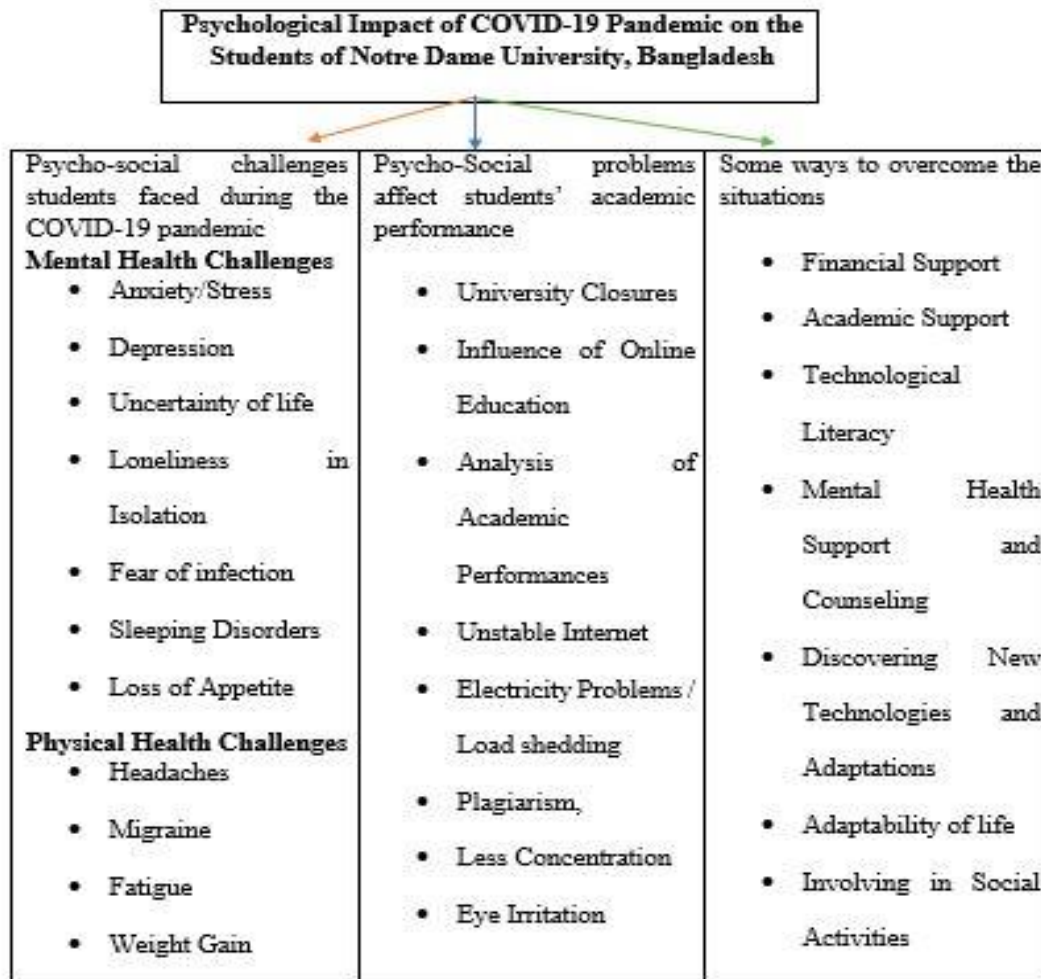 Psychological Impact of COVID-19 Pandemic on the
Students of Notre Dame University, Bangladesh
Psycho-social challenges
students faced during the
COVID-19 pandemic
Mental Health Challenges
• Anxiety/Stress
• Depression
• Uncertainty of life
• Loneliness in
Isolation
• Fear of infection
• Sleeping Disorders
• Loss of Appetite
Physical Health Challenges
• Headaches
• Migraine
• Fatigue
• Weight Gain
Psycho-Social problems
affect students’ academic
performance
• University Closures
• Influence of Online
Education
• Analysis of
Academic
Performances
• Unstable Internet
• Electricity Problems /
Load shedding
• Plagiarism,
• Less Concentration
• Eye Irritation
Some ways to overcome the
situations
• Financial Support
• Academic Support
• Technological
Literacy
• Mental Health
Support and
Counseling
• Discovering New
Technologies and
Adaptations
• Adaptability of life
• Involving in Social
Activities